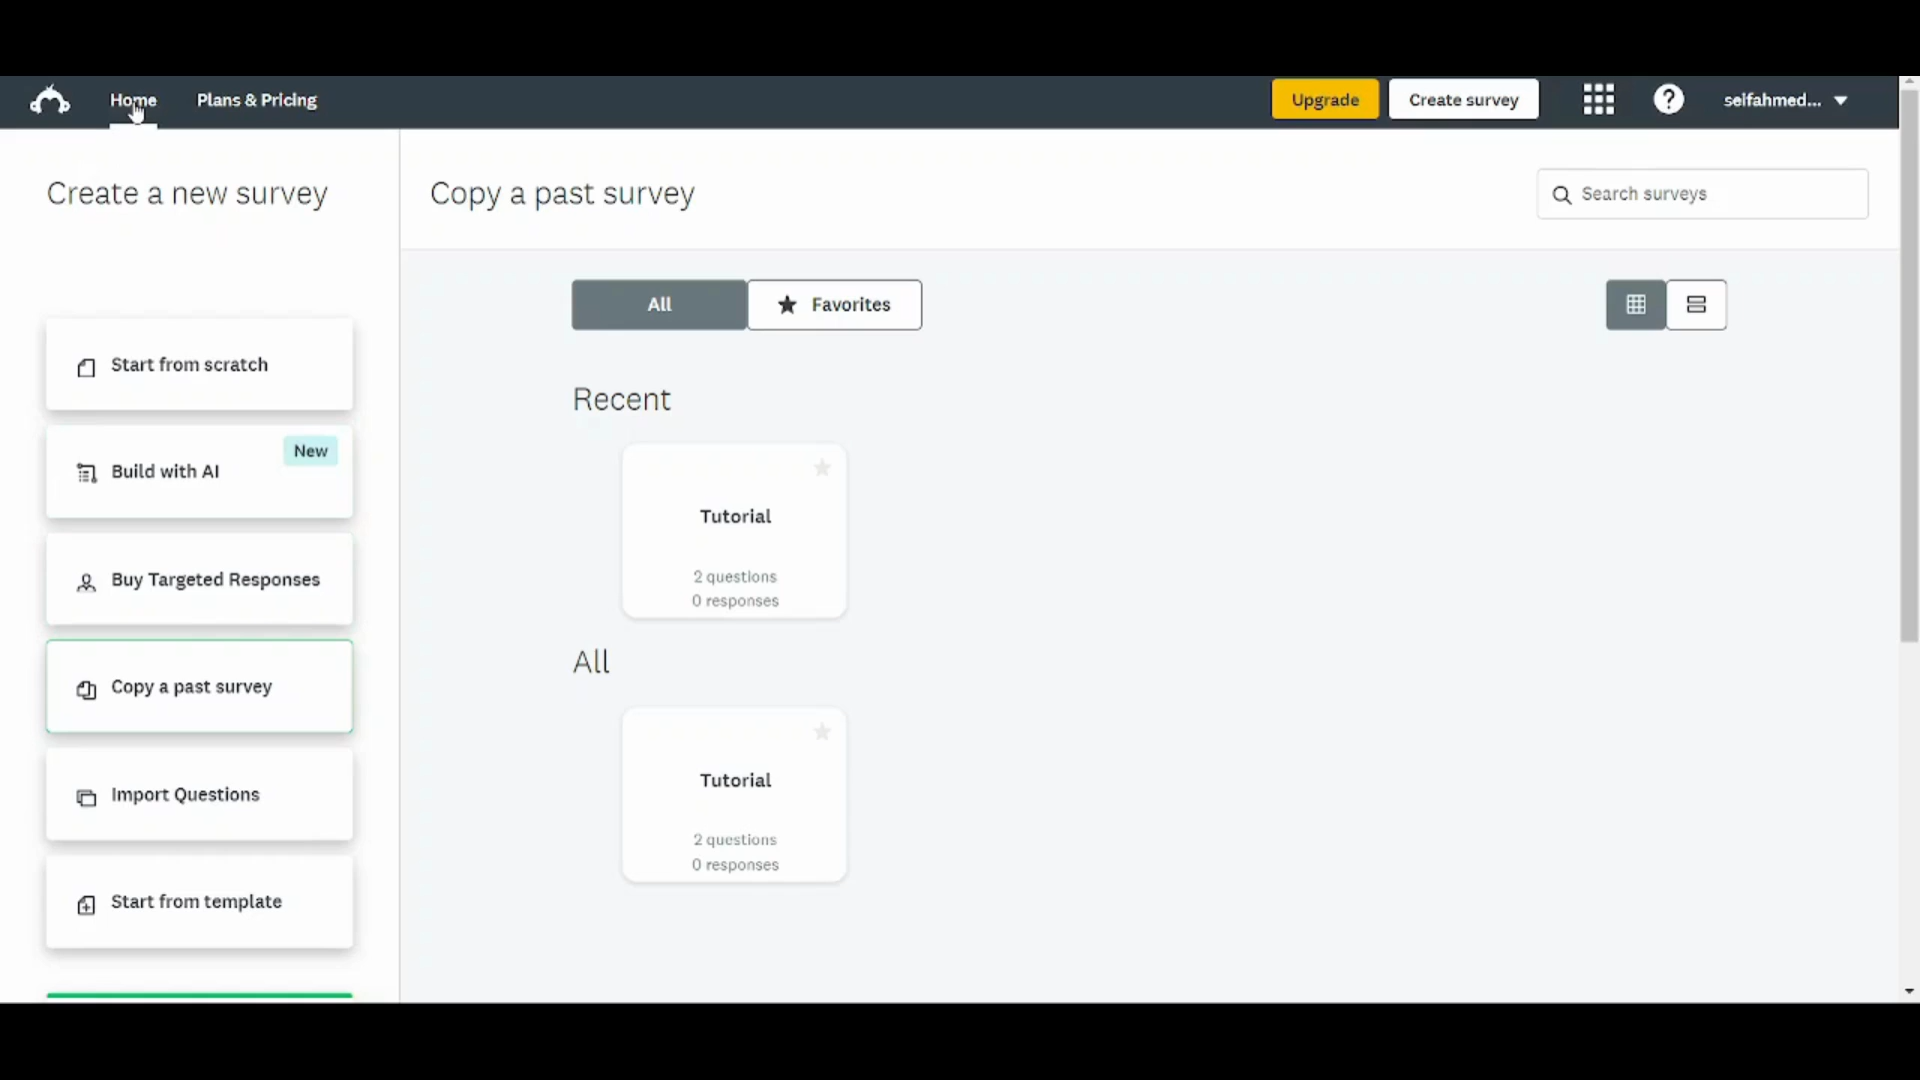 Home
Plans & Pricing
Upgrade
Create survey
seifahmed...
Create a new survey
Start from scratch
New
Build with AI
Buy Targeted Responses
Copy a past survey
Import Questions
Start from template
Copy a past survey
Search surveys
All
Favorites
Recent
Tutorial
2 questions
0 responses
All
Tutorial
2 questions
0 responses